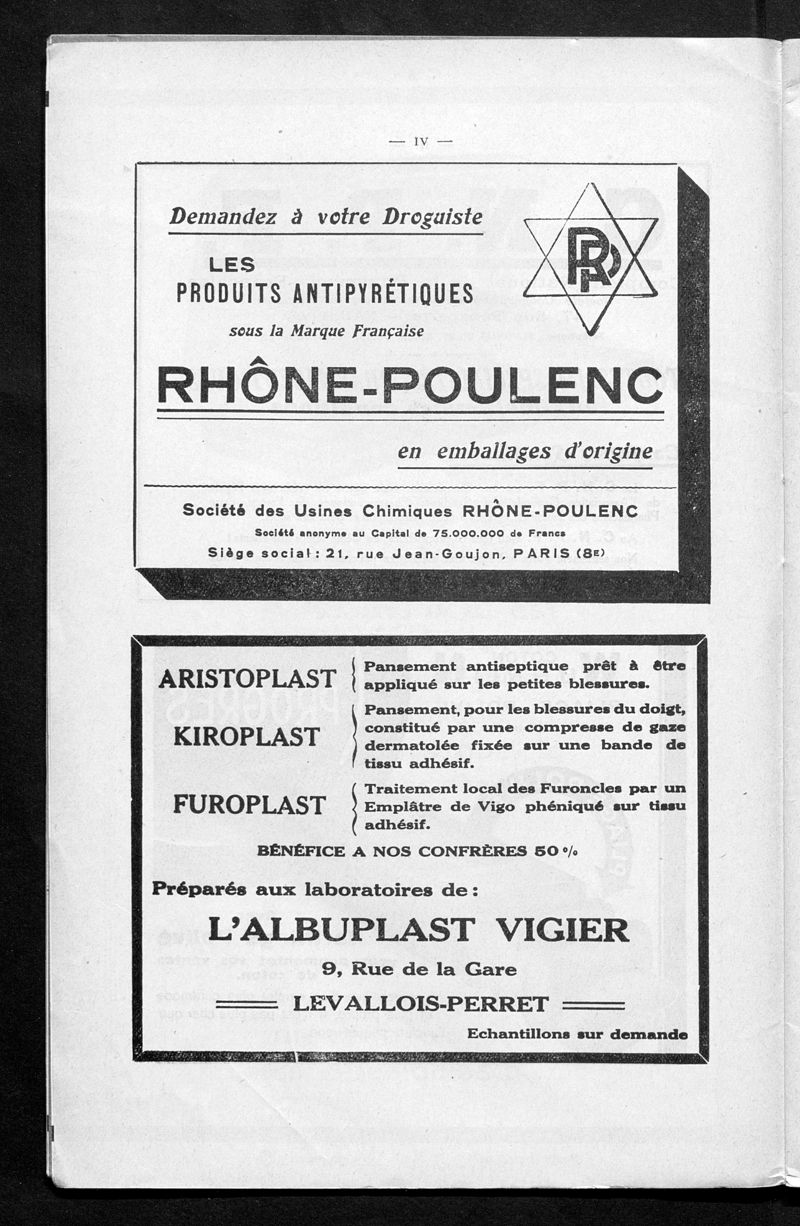 — IV —
Demandez à votre Droguiste
LES
PRODUITS ANTIPYRÉTIQUES
sous la Marque Française
RHÔNE-POULENC
en emballages d'origine
Société des Usines Chimiques RHÔNE-POULENC
Société anonyme au Capital de 75.000.000 de Francs
Siège social : 21, rue Jean-Goujon, PARIS (8E)
ARISTOPLAST
Pansement antiseptique prêt à être
appliqué sur les petites blessures.
KIROPLAST
Pansement, pour les blessures du doigt,
constitué par une compresse de gaze
dermatolée fixée sur une bande de
tissu adhésif.
FUROPLAST
Traitement local des Furoncles par un
Emplâtre de Vigo phéniqué sur tissu
adhésif.
BÉNÉFICE A NOS CONFRÈRES 50 %
Préparés aux laboratoires de :
L'ALBUPLAST VIGIER
9, Rue de la Gare
LEVALLOIS-PERRET
Echantillons sur demande